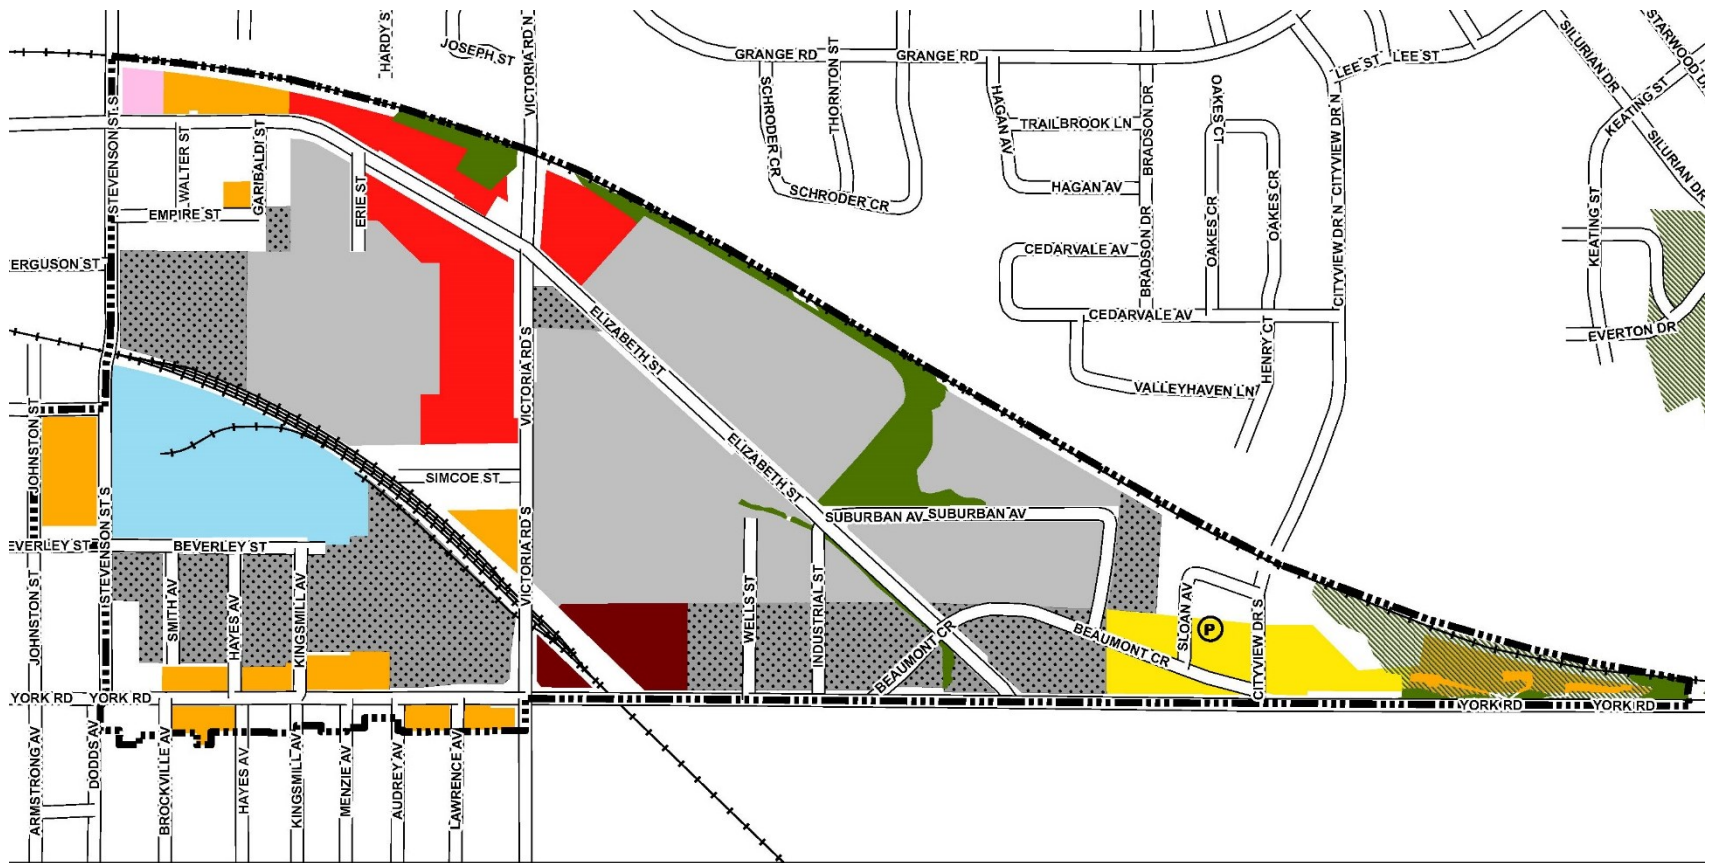 HARDY S
JOSEPH ST
VICTORIA RD N
GRANGE RD
GRANGE RD
THORNTON ST
SCHRODER CR
SCHRODER CR
HAGAN AV
TRAILBROOK LN
HAGAN AV
BRADSON DR
BRADSON DR
OAKES CT
OAKES CR
OAKES CR
CITYVIEW DR N
CITYVIEW DR N
LEE ST
LEE ST
SILURIAN DR
SILURIAN DR
STARWOOD D
KEATING ST
KEATING ST
EVERTON DR
CEDARVALE AV
CEDARVALE AV
HENRY CT
VALLEYHAVEN LN
STEVENSON ST S
WALTER ST
GARIBALDI ST
EMPIRE ST
ERIE ST
ERGUSON ST
ELIZABETH ST
VICTORIA RD S
ELIZABETH ST
JOHNSTON ST
SIMCOE ST
VICTORIA RD S
SUBURBAN AV
SUBURBAN AV
STEVENSON ST S
EVERLEY ST
BEVERLEY ST
JOHNSTON ST
SMITH AV
HAYES AV
KINGSMILL AV
WELLS ST
INDUSTRIAL ST
BEAUMONT CR
BEAUMONT CR
SLOAN AV
P
CITYVIEW DR S
YORK RD
YORK RD
YORK RD
YORK RD
ARMSTRONG AV
DODDS AV
BROCKVILLE AV
HAYES AV
KINGSMILL AV
MENZIE AV
AUDREY AV
LAWRENCE AV